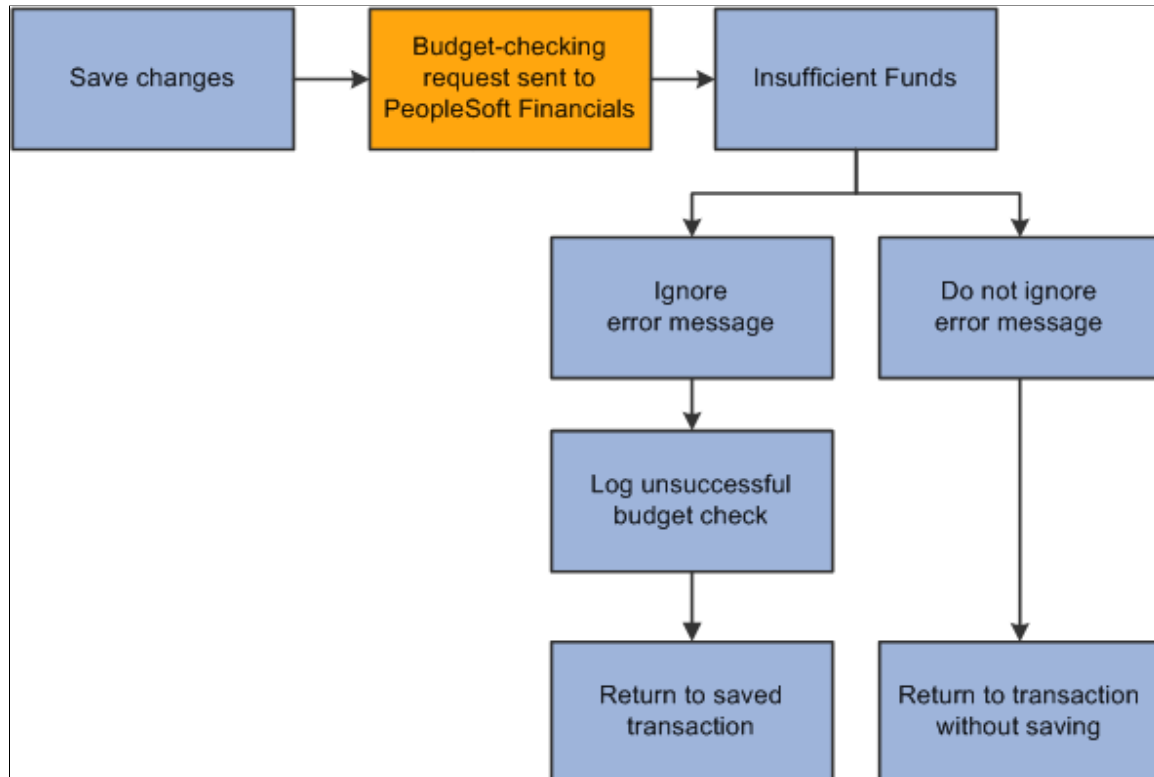 Save changes
Budget-checking
request sent to
PeopleSoft Financials
Insufficient Funds
Ignore
error message
Do not ignore
error message
Log unsuccessful
budget check
Return to saved
transaction
Return to transaction
without saving